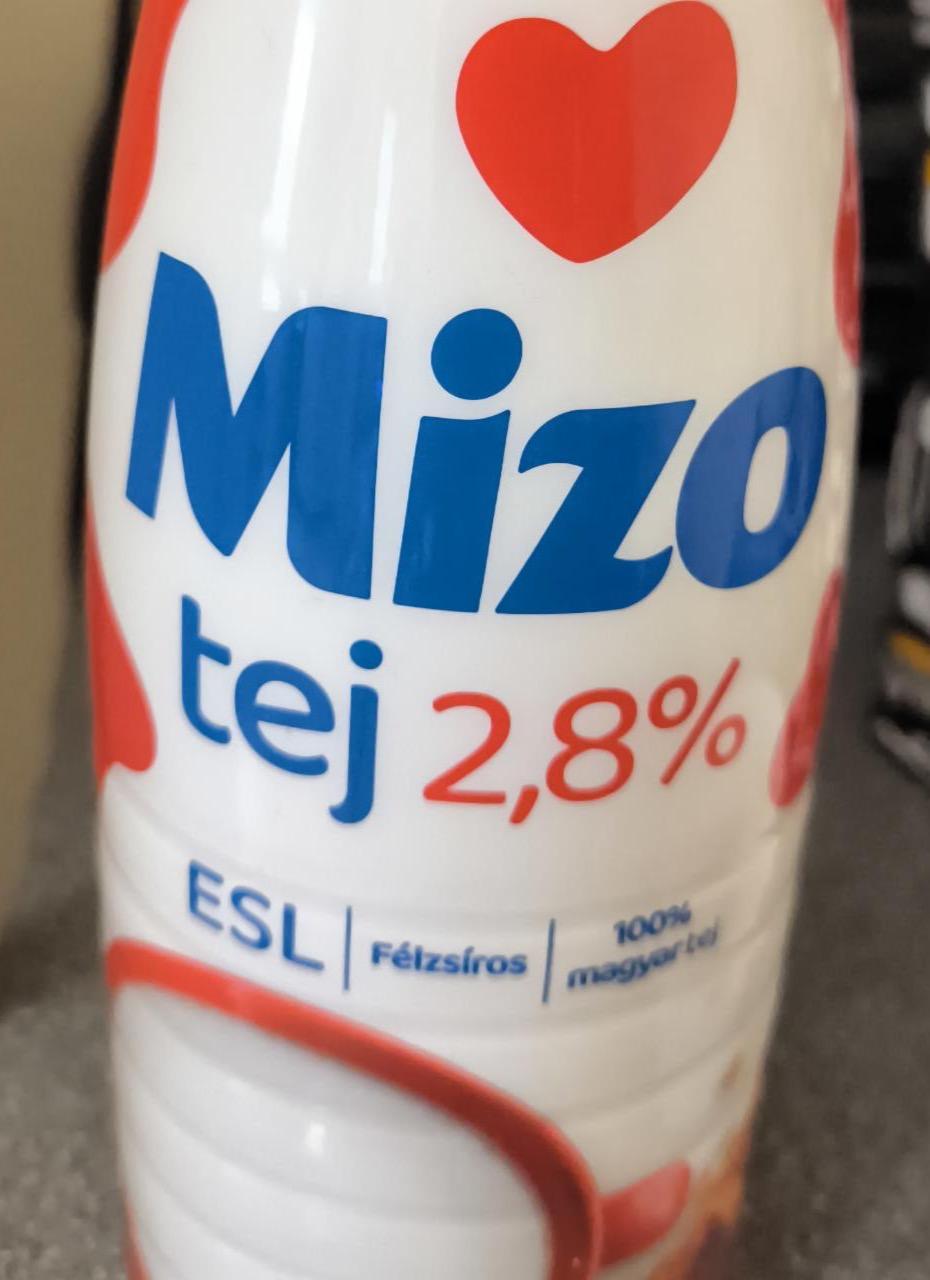 Mizo
tej 2,8%
ESL
Félzsíros
100%
magyar tej